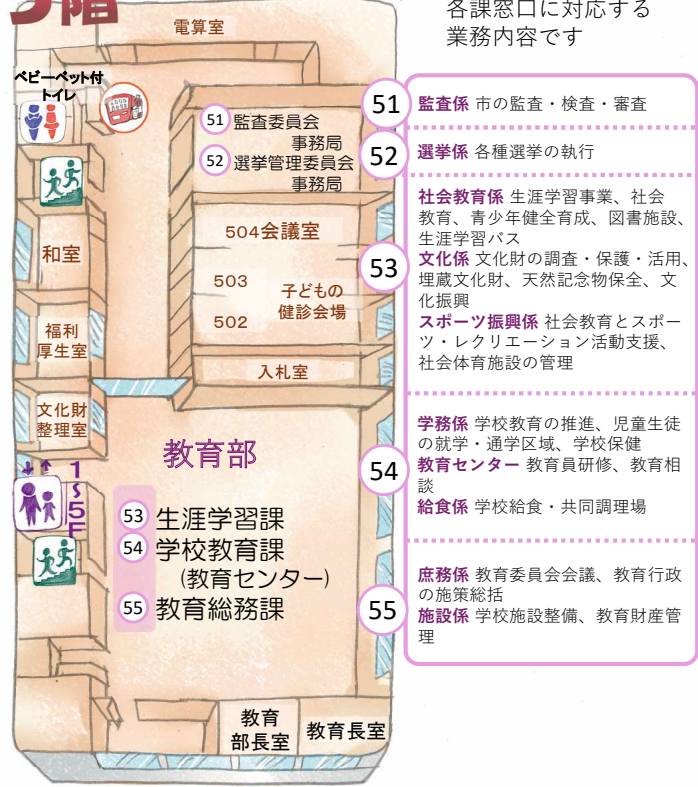 5階
各課窓口に対応する
業務内容です
電算室
ベビーベット付
トイレ
51 監査委員会
事務局
52 選挙管理委員会
事務局
504会議室
503
502
子どもの
健診会場
入札室
和室
福利
厚生室
文化財
整理室
1~5F
教育部
53 生涯学習課
54 学校教育課
(教育センター)
55 教育総務課
教育
部長室
教育長室
51
監査係 市の監査・検査・審査
52
選挙係 各種選挙の執行
53
社会教育係 生涯学習事業、社会
教育、青少年健全育成、図書施設、
生涯学習バス
文化係 文化財の調査・保護・活用、
埋蔵文化財、天然記念物保全、文
化振興
スポーツ振興係 社会教育とスポー
ツ・レクリエーション活動支援、
社会体育施設の管理
54
学務係 学校教育の推進、児童生徒
の就学・通学区域、学校保健
教育センター 教育員研修、教育相
談
給食係 学校給食・共同調理場
55
庶務係 教育委員会会議、教育行政
の施策総括
施設係 学校施設整備、教育財産管
理